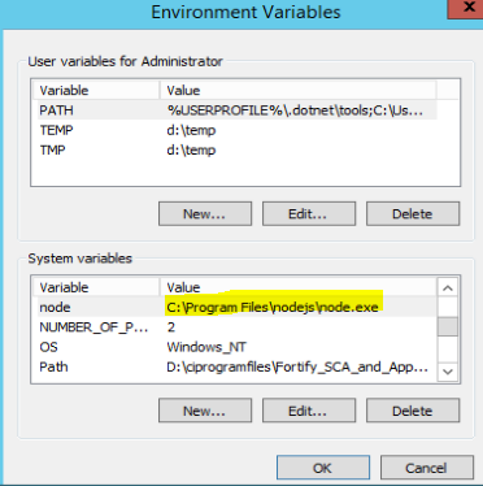 Environment Variables
x
User variables for Administrator
Variable Value
PATH %USERPROFILE%\.dotnet\tools;C:\Us...
TEMP d:\temp
TMP d:\temp
New... Edit... Delete
System variables
Variable Value
node C:\Program Files\nodejs\node.exe
NUMBER_OF_P... 2
OS Windows_NT
Path D:\ciprogramfiles\Fortify_SCA_and_App...
New... Edit... Delete
OK Cancel